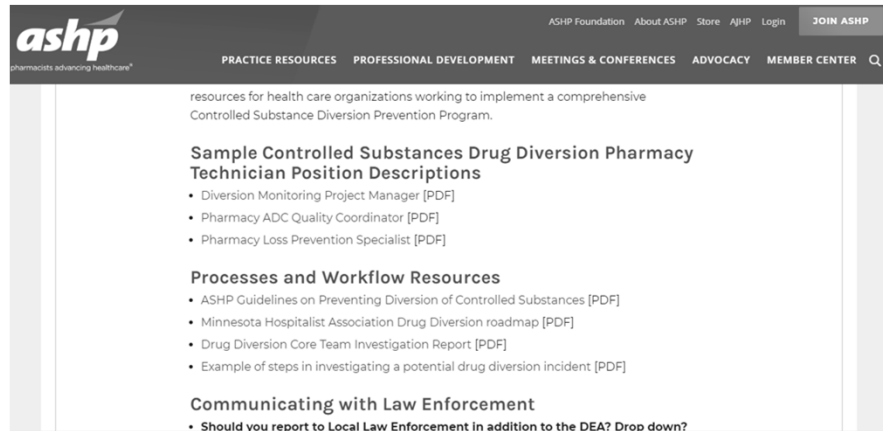 ASHP Foundation About ASHP Store AJHP Login JOIN ASHP
ashp
pharmacists advancing healthcare®
PRACTICE RESOURCES PROFESSIONAL DEVELOPMENT MEETINGS & CONFERENCES ADVOCACY MEMBER CENTER
resources for health care organizations working to implement a comprehensive
Controlled Substance Diversion Prevention Program.
Sample Controlled Substances Drug Diversion Pharmacy
Technician Position Descriptions
• Diversion Monitoring Project Manager [PDF]
• Pharmacy ADC Quality Coordinator [PDF]
• Pharmacy Loss Prevention Specialist [PDF]
Processes and Workflow Resources
• ASHP Guidelines on Preventing Diversion of Controlled Substances [PDF]
• Minnesota Hospitalist Association Drug Diversion roadmap [PDF]
• Drug Diversion Core Team Investigation Report [PDF]
• Example of steps in investigating a potential drug diversion incident [PDF]
Communicating with Law Enforcement
• Should you report to Local Law Enforcement in addition to the DEA? Drop down?